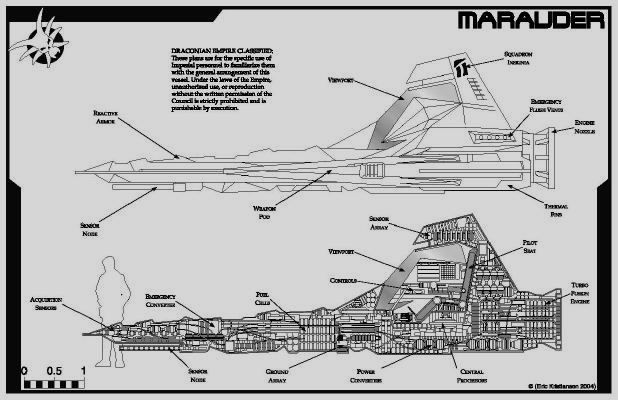 MARAUDER
DRACONIAN EMPIRE CLASSIFIED:
These plans are for the specific use of
Imperial personnel to familiarize them
with the general arrangement of this
vessel. Under the laws of the Empire,
unauthorized use, or reproduction
without the written permission of the
Council is strictly prohibited and is
punishable by execution.
SQUADRON
INSIGNIA
VIEWPORT
EMERGENCY
FLUSH VENTS
REACTIVE
ARMOR
ENGINE
NOZZLE
WEAPON
POD
THERMAL
FINS
SENSOR
NODE
SENSOR
ARRAY
PILOT
SEAT
VIEWPORT
CONTROLS
TURBO
FUSION
ENGINE
ACQUISITION
SENSORS
EMERGENCY
CONVERTER
FUEL
CELLS
SENSOR
NODE
GROUND
ARRAY
POWER
CONVERTERS
CENTRAL
PROCESSORS
0 0.5 1
© (Eric Kristiansen 2004)